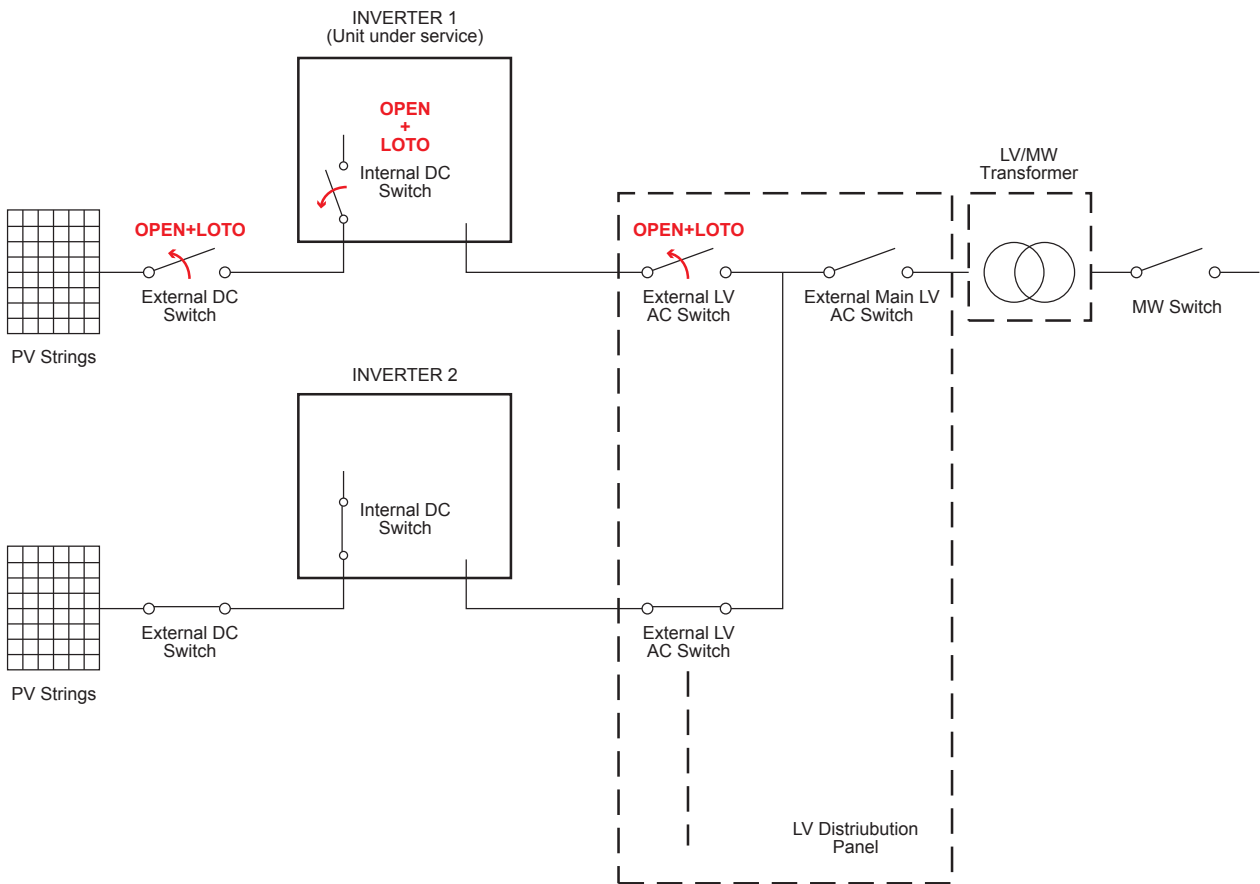 INVERTER 1
(Unit under service)
OPEN
+
LOTO
Internal DC
Switch
LV/MW
Transformer
OPEN+LOTO
External DC
Switch
OPEN+LOTO
External LV
AC Switch
External Main LV
AC Switch
MW Switch
PV Strings
INVERTER 2
Internal DC
Switch
External DC
Switch
External LV
AC Switch
PV Strings
LV Distriubution
Panel